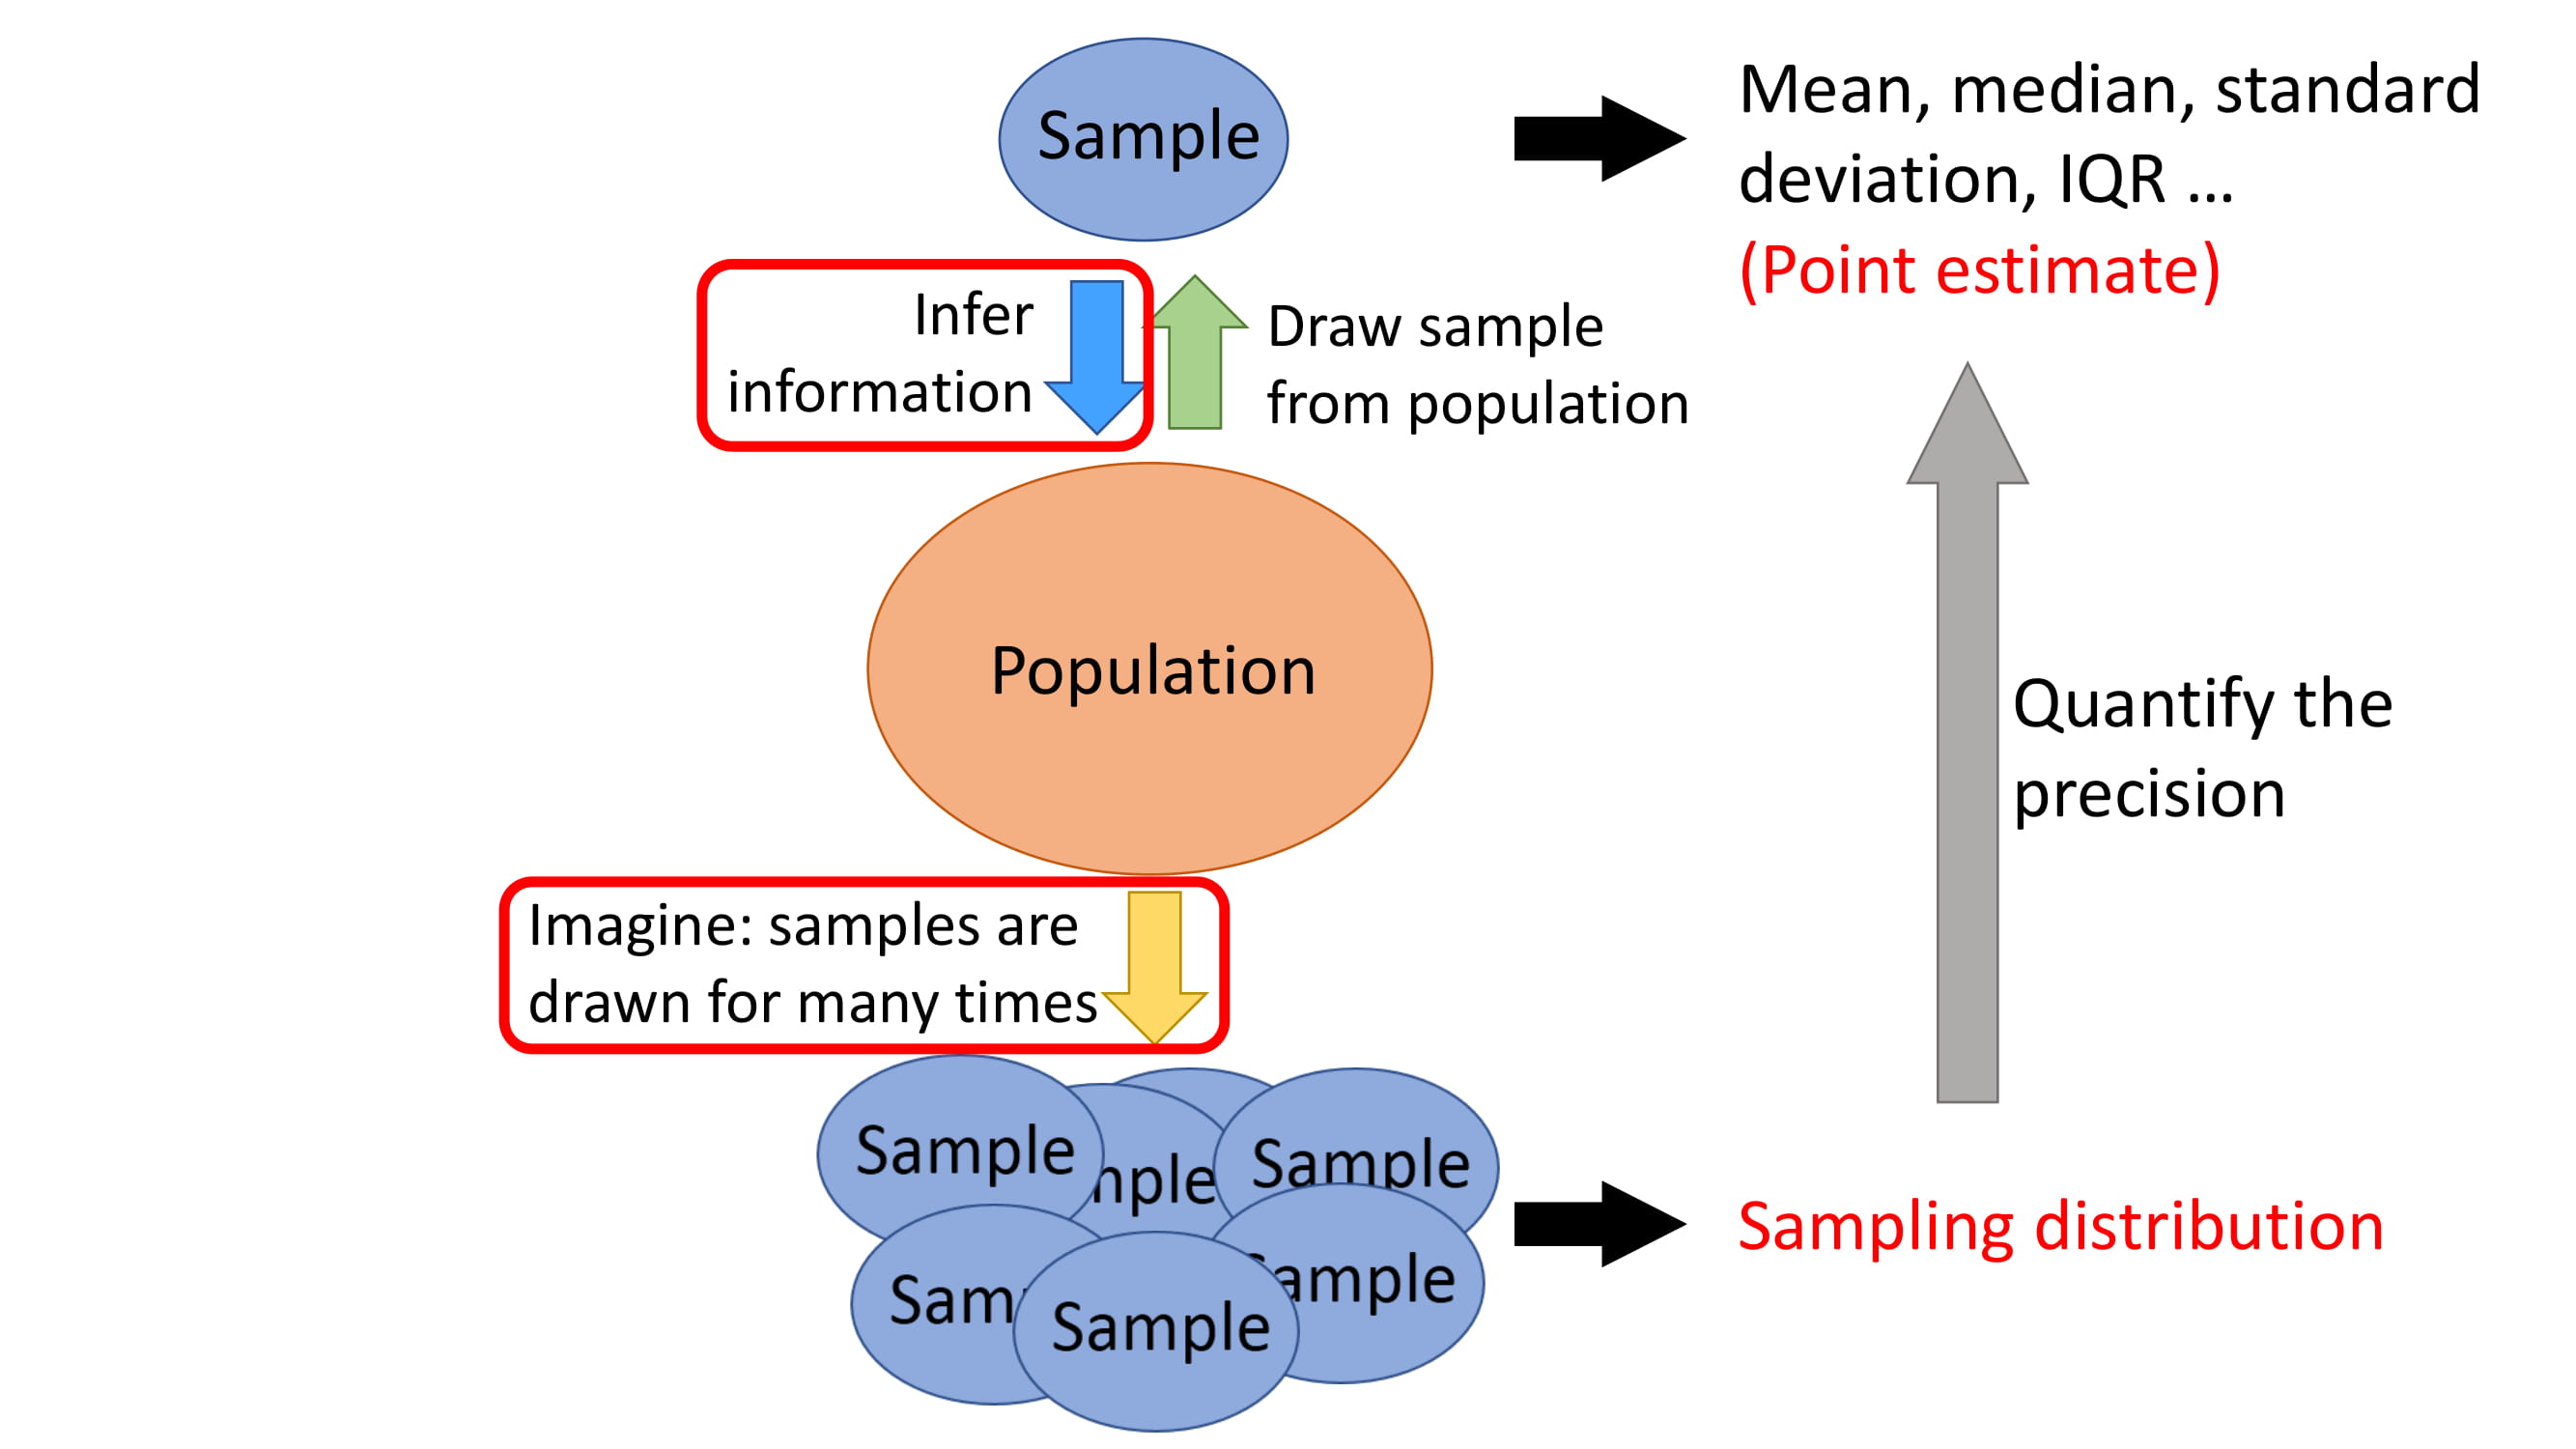 Sample
Mean, median, standard
deviation, IQR ...
(Point estimate)
Infer
information
Draw sample
from population
Population
Quantify the
precision
Imagine: samples are
drawn for many times
Sample
mple
Sample
Sam
Sample
ample
Sampling distribution